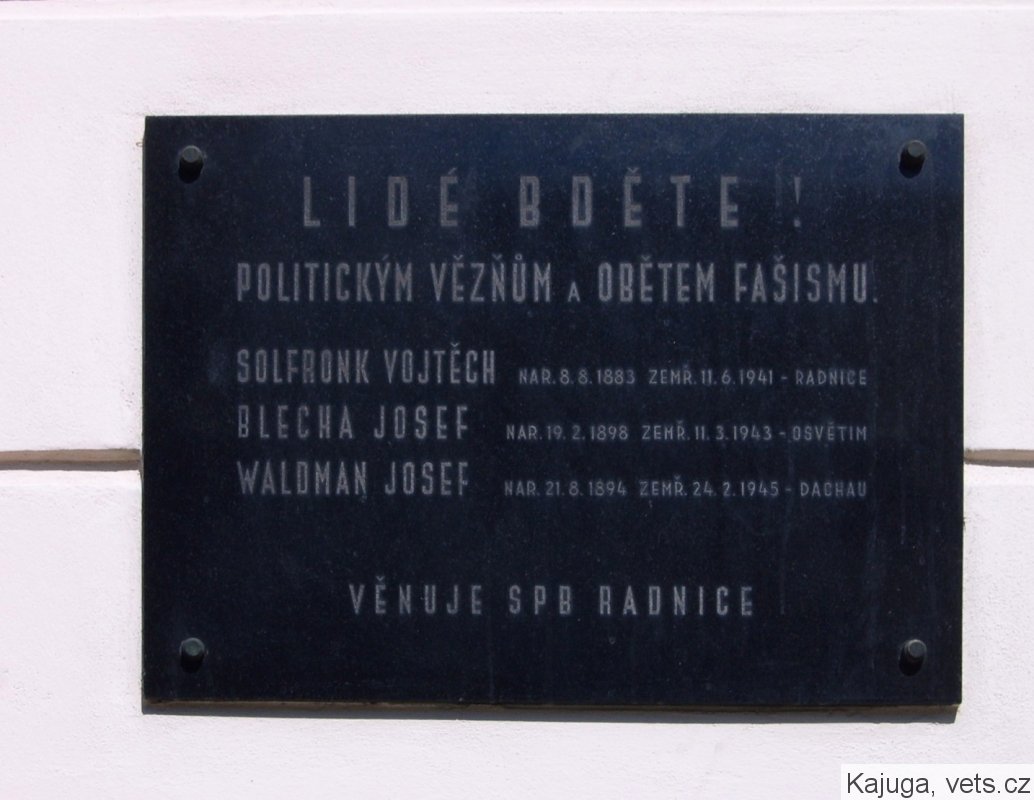 LIDÉ BDĚTE !
POLITICKÝM VĚZŇŮM A OBĚTEM FAŠISMU.
SOLFRONK VOJTĚCH NAR. 8. 8. 1883 ZEMŘ. 11. 6. 1941 - RADNICE
BLECHA JOSEF NAR. 19. 2. 1898 ZEMŘ. 11. 3. 1943 - OSVĚTIM
WALDMAN JOSEF NAR. 21. 8. 1894 ZEMŘ. 24. 2. 1945 - DACHAU
VĚNUJE SPB RADNICE
Kajuga, vets.cz